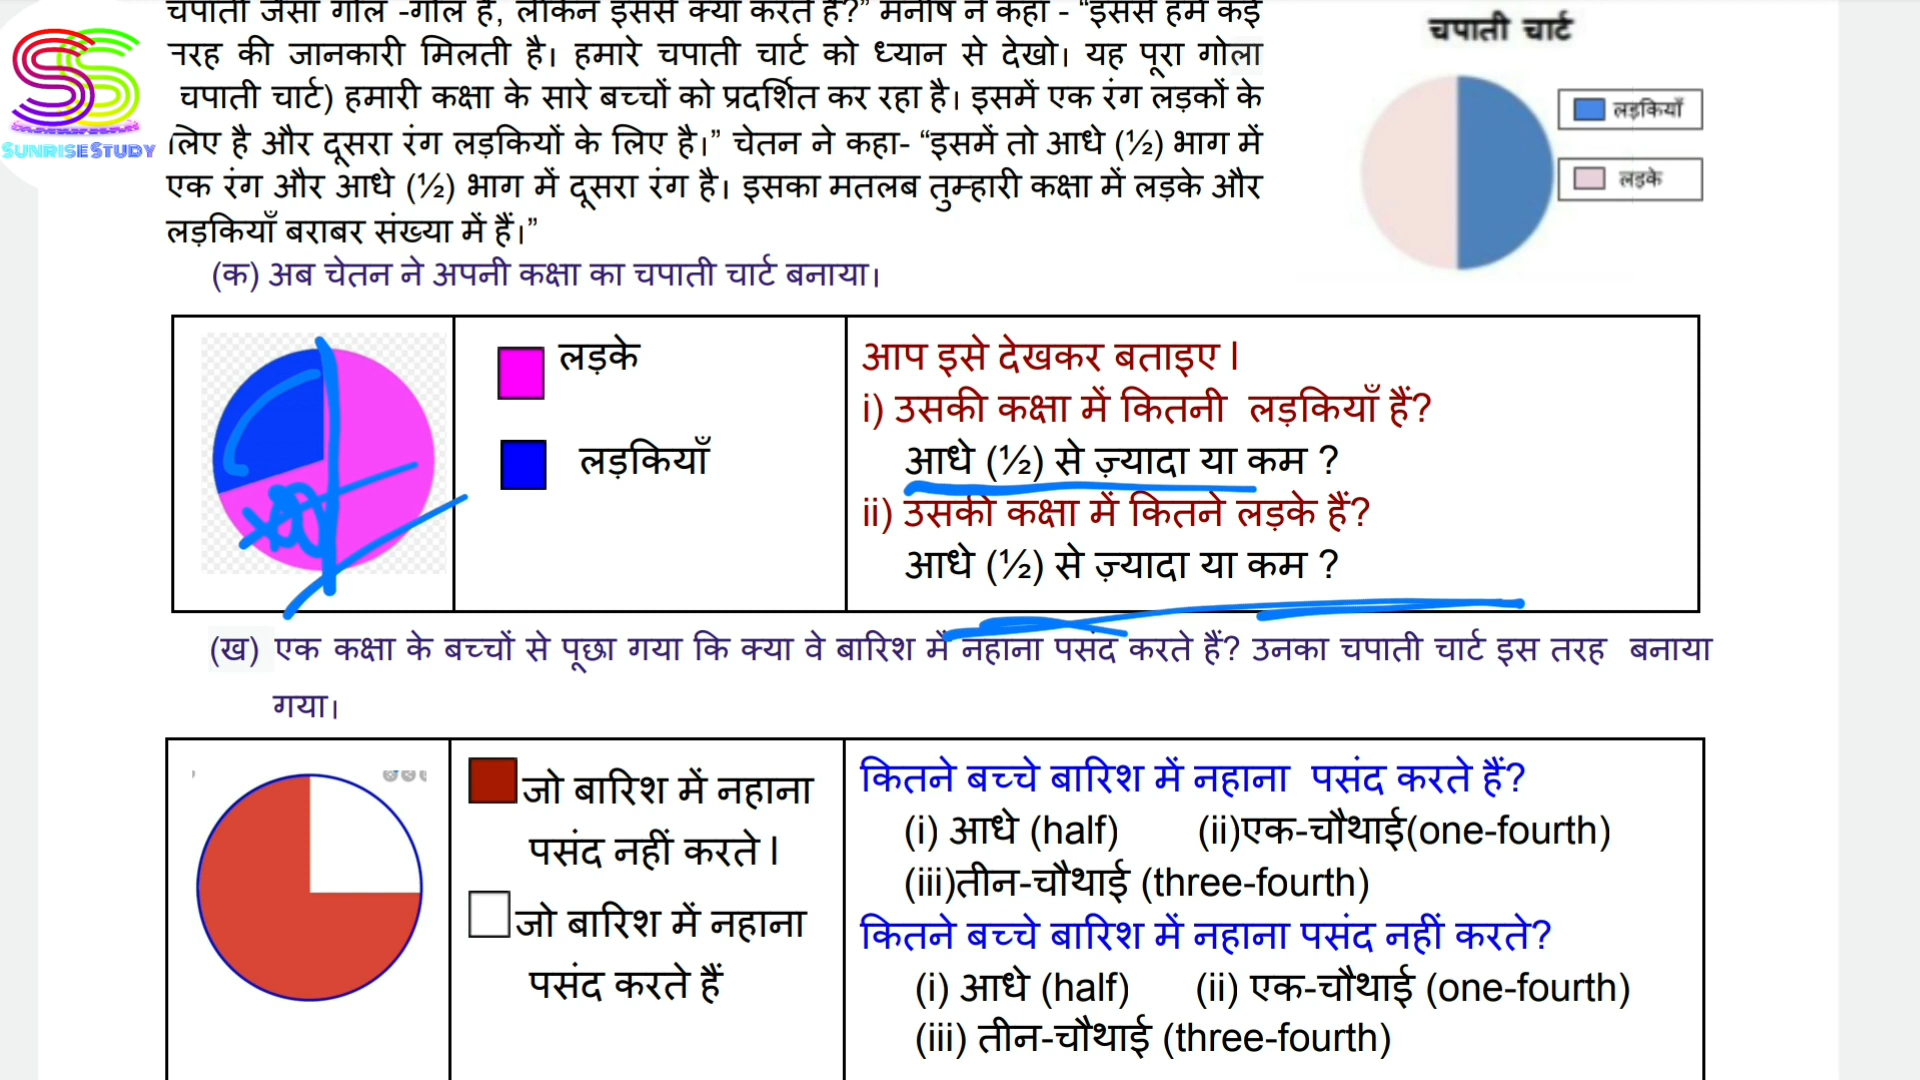 चपाती जैसा गोल -गोल है, लेकिन इससे क्या करते हैं?” मनीष ने कहा - “इससे हमें कई
तरह की जानकारी मिलती है। हमारे चपाती चार्ट को ध्यान से देखो। यह पूरा गोला
चपाती चार्ट) हमारी कक्षा के सारे बच्चों को प्रदर्शित कर रहा है। इसमें एक रंग लड़कों के
लिए है और दूसरा रंग लड़कियों के लिए है।” चेतन ने कहा- “इसमें तो आधे (½) भाग में
एक रंग और आधे (½) भाग में दूसरा रंग है। इसका मतलब तुम्हारी कक्षा में लड़के और
लड़कियाँ बराबर संख्या में हैं।”
SUNRISE STUDY
चपाती चार्ट
लड़कियाँ
लड़के
(क) अब चेतन ने अपनी कक्षा का चपाती चार्ट बनाया।
लड़के
लड़कियाँ
आप इसे देखकर बताइए l
i) उसकी कक्षा में कितनी लड़कियाँ हैं?
आधे (½) से ज़्यादा या कम ?
ii) उसकी कक्षा में कितने लड़के हैं?
आधे (½) से ज़्यादा या कम ?
(ख) एक कक्षा के बच्चों से पूछा गया कि क्या वे बारिश में नहाना पसंद करते हैं? उनका चपाती चार्ट इस तरह बनाया
गया।
जो बारिश में नहाना
पसंद नहीं करते l
जो बारिश में नहाना
पसंद करते हैं
कितने बच्चे बारिश में नहाना पसंद करते हैं?
(i) आधे (half) (ii)एक-चौथाई(one-fourth)
(iii)तीन-चौथाई (three-fourth)
कितने बच्चे बारिश में नहाना पसंद नहीं करते?
(i) आधे (half) (ii) एक-चौथाई (one-fourth)
(iii) तीन-चौथाई (three-fourth)